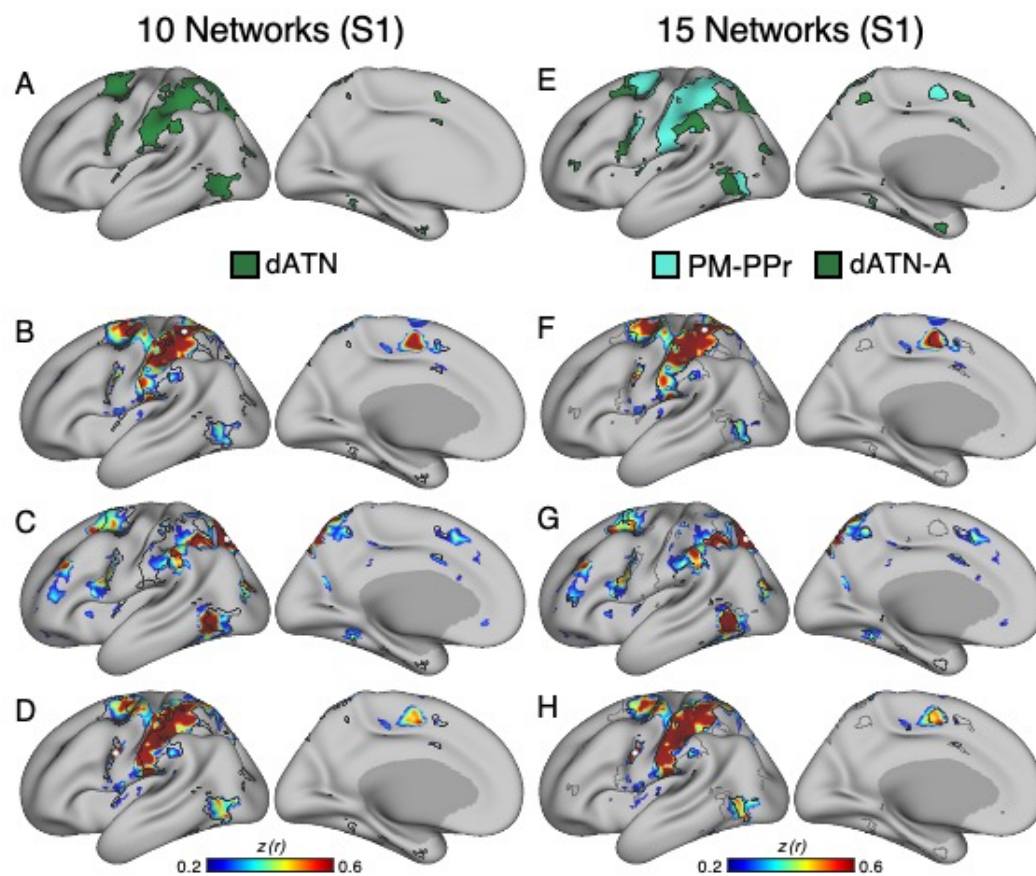 10 Networks (S1)
15 Networks (S1)
A
E
dATN
PM-PPr
dATN-A
B
F
C
G
D
H
z(r)
0.2
0.6
z(r)
0.2
0.6